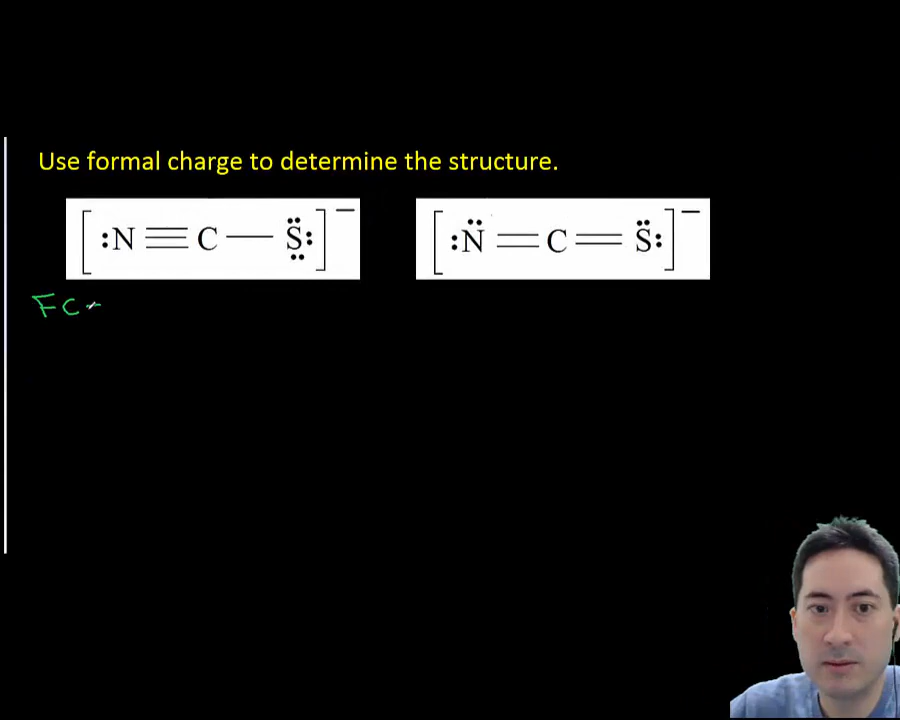 Use formal charge to determine the structure.
[:N≡C—S̈:]⁻ [:N̈=C=S̈:]⁻
FC-